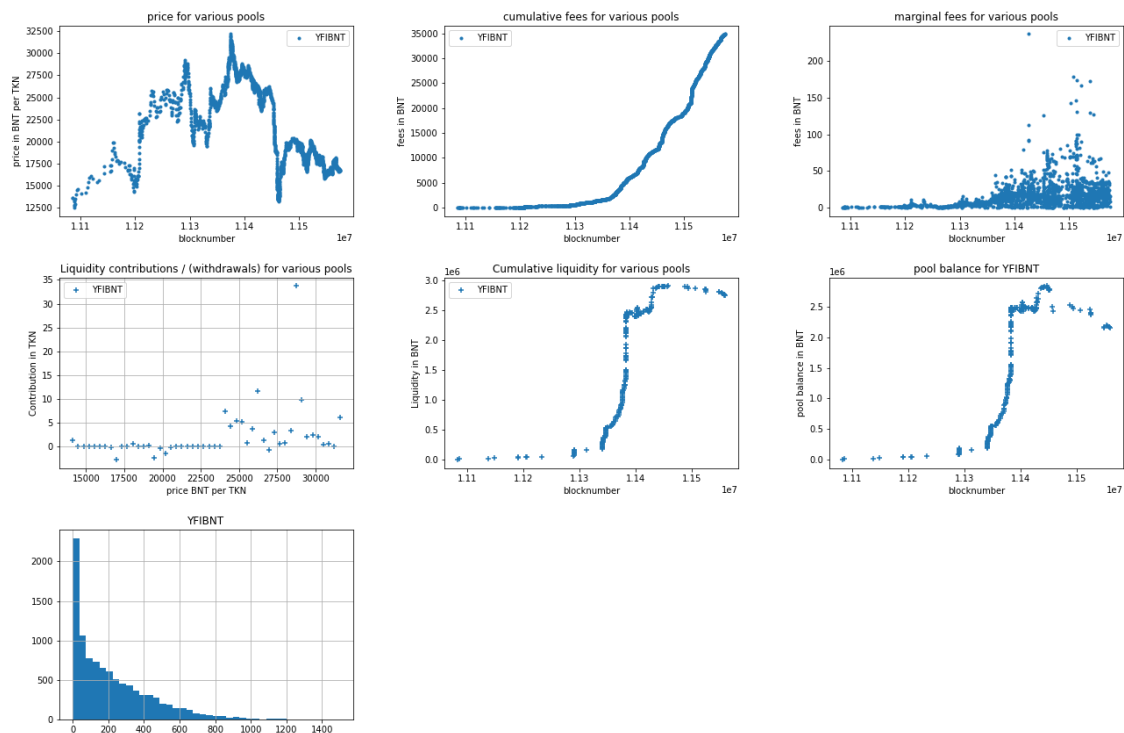 price for various pools
YFIBNT
price in BNT per TKN
32500
30000
27500
25000
22500
20000
17500
15000
12500
1.11 1.12 1.13 1.14 1.15
1e7
blocknumber
cumulative fees for various pools
YFIBNT
fees in BNT
35000
30000
25000
20000
15000
10000
5000
0
1.11 1.12 1.13 1.14 1.15
1e7
blocknumber
marginal fees for various pools
YFIBNT
fees in BNT
200
150
100
50
0
1.11 1.12 1.13 1.14 1.15
1e7
blocknumber
Liquidity contributions / (withdrawals) for various pools
YFIBNT
Contribution in TKN
35
30
25
20
15
10
5
0
15000 17500 20000 22500 25000 27500 30000
price BNT per TKN
Cumulative liquidity for various pools
1e6
YFIBNT
Liquidity in BNT
3.0
2.5
2.0
1.5
1.0
0.5
0.0
1.11 1.12 1.13 1.14 1.15
1e7
blocknumber
pool balance for YFIBNT
1e6
YFIBNT
pool balance in BNT
2.5
2.0
1.5
1.0
0.5
0.0
1.11 1.12 1.13 1.14 1.15
1e7
blocknumber
YFIBNT
2000
1500
1000
500
0
0 200 400 600 800 1000 1200 1400